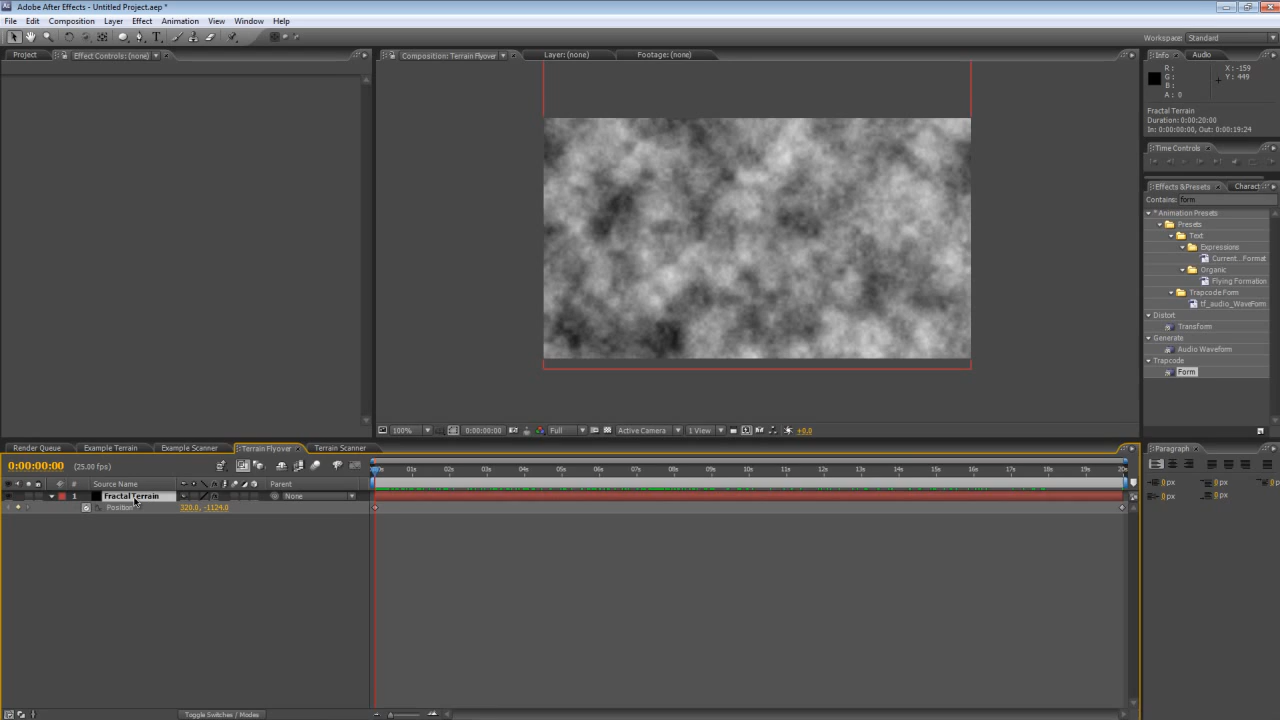 Adobe After Effects - Untitled Project.aep *
File Edit Composition Layer Effect Animation View Window Help
Workspace: Standard
Project Effect Controls: (none)
Composition: Terrain Flyover Layer: (none) Footage: (none)
Info Audio
R :
G :
B :
A : 0
X : -159
Y : 449
Fractal Terrain
Duration: 0:00:20:00
In: 0:00:00:00, Out: 0:00:19:24
Time Controls
Effects & Presets Charact
Contains: form
* Animation Presets
Presets
Text
Expressions
Current...Format
Organic
Flying Formation
Trapcode Form
tf_audio_WaveForm
Distort
Transform
Generate
Audio Waveform
Trapcode
Form
100% 0:00:00:00 Full Active Camera 1 View +0.0
Render Queue Example Terrain Example Scanner Terrain Flyover Terrain Scanner
0:00:00:00 (25.00 fps)
01s 02s 03s 04s 05s 06s 07s 08s 09s 10s 11s 12s 13s 14s 15s 16s 17s 18s 19s 20s
# Source Name Parent
1 Fractal Terrain None
Position 320.0, -1124.0
Toggle Switches / Modes
Paragraph
0 px 0 px 0 p
0 px 0 px